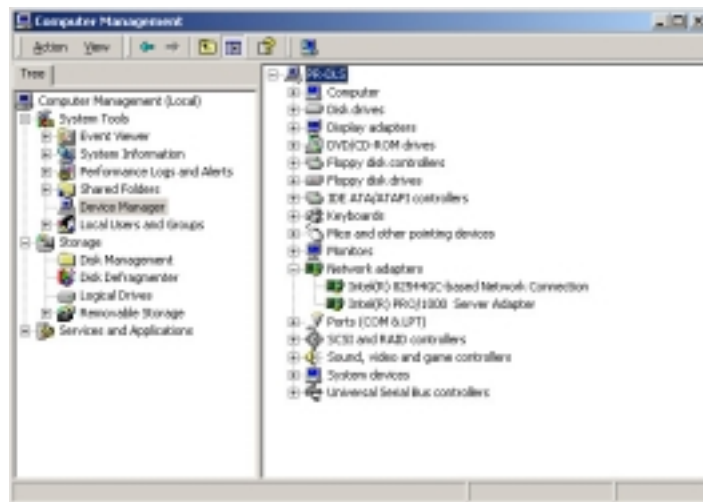 Computer Management
Action View
Tree
Computer Management (Local)
System Tools
Event Viewer
System Information
Performance Logs and Alerts
Shared Folders
Device Manager
Local Users and Groups
Storage
Disk Management
Disk Defragmenter
Logical Drives
Removable Storage
Services and Applications
PR-DLS
Computer
Disk drives
Display adapters
DVD/CD-ROM drives
Floppy disk controllers
Floppy disk drives
IDE ATA/ATAPI controllers
Keyboards
Mice and other pointing devices
Monitors
Network adapters
Intel(R) 82544GC-based Network Connection
Intel(R) PRO/1000 Server Adapter
Ports (COM & LPT)
SCSI and RAID controllers
Sound, video and game controllers
System devices
Universal Serial Bus controllers